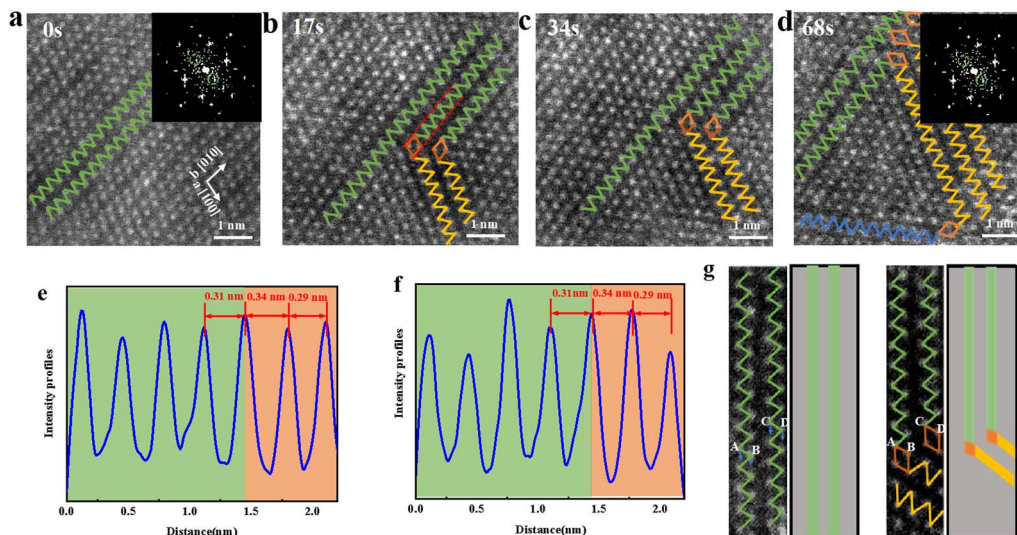 a
0s
b [010]
a [100]
1 nm
b
17s
1 nm
c
34s
1 nm
d
68s
1 nm
e
Intensity profiles
0.31 nm
0.34 nm
0.29 nm
0.0
0.5
1.0
1.5
2.0
Distance(nm)
f
Intensity profiles
0.31nm
0.34 nm
0.29 nm
0.0
0.5
1.0
1.5
2.0
Distance(nm)
g
C
D
A
B
C
D
A
B